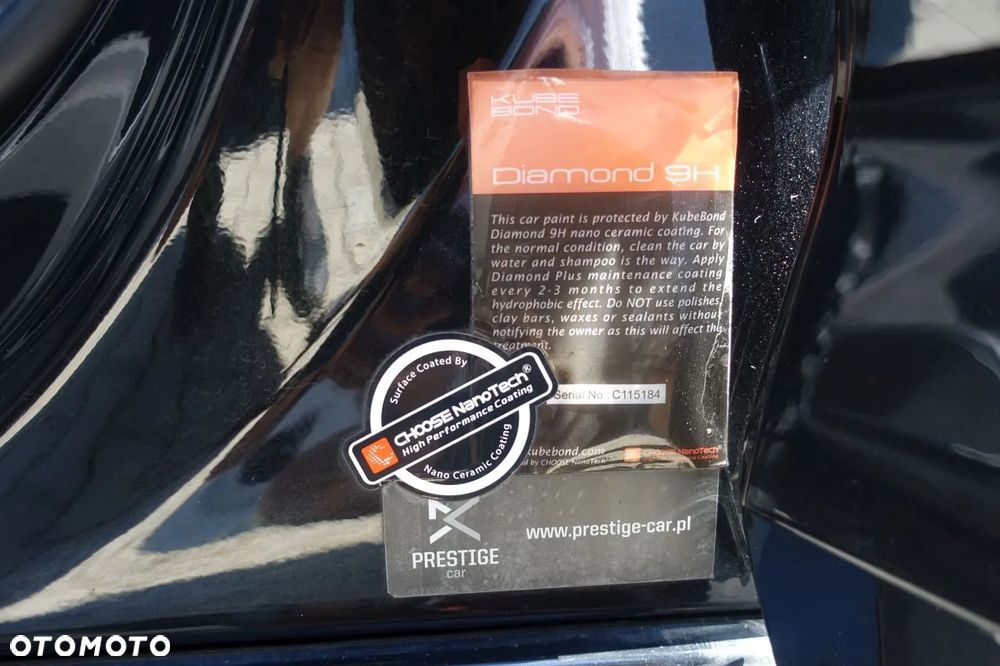 KUBE
BOND
Diamond 9H
This car paint is protected by KubeBond
Diamond 9H nano ceramic coating. For
the normal condition, clean the car by
water and shampoo is the way. Apply
Diamond Plus maintenance coating
every 2-3 months to extend the
hydrophobic effect. Do NOT use polishes,
clay bars, waxes or sealants without
notifying the owner as this will affect the
treatment.
Serial No : C115184
kubebond.com
by CHOOSE NanoTech
CHOOSE NanoTech®
Surface Coated By
CHOOSE NanoTech®
High Performance Coating
Nano Ceramic Coating
PRESTIGE
car
www.prestige-car.pl
OTOMOTO